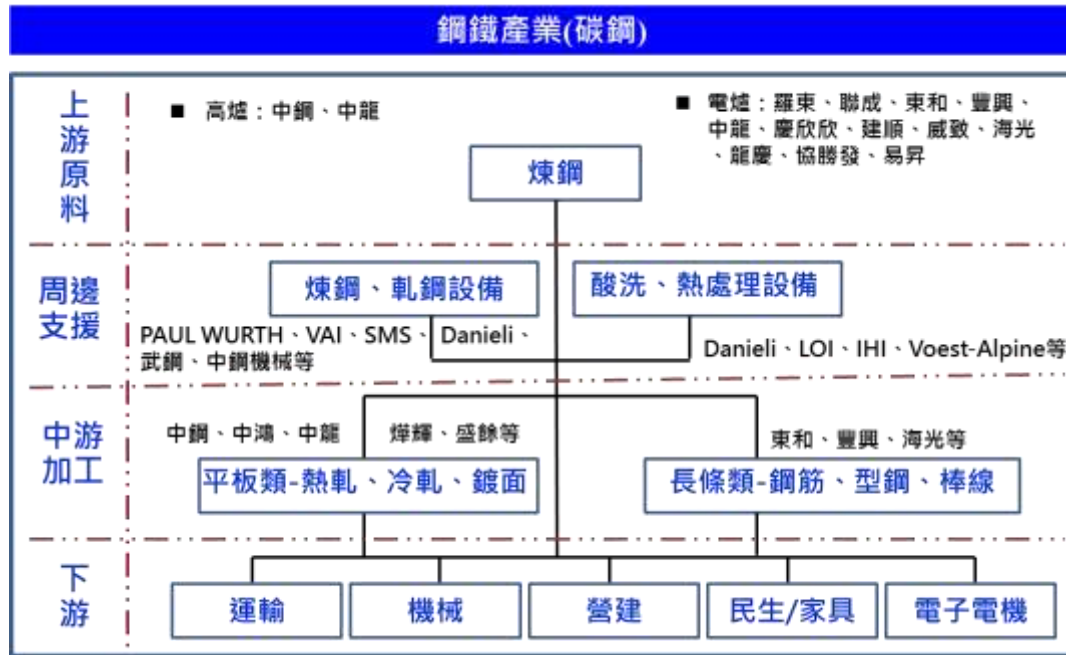 鋼鐵產業(碳鋼)
上
游
原
料
■ 高爐：中鋼、中龍
■ 電爐：羅東、聯成、東和、豐興、
中龍、慶欣欣、建順、威致、海光
、龍慶、協勝發、易昇
煉鋼
周邊
支援
煉鋼、軋鋼設備
酸洗、熱處理設備
PAUL WURTH、VAI、SMS、Danieli、
武鋼、中鋼機械等
Danieli、LOI、IHI、Voest-Alpine等
中游
加工
中鋼、中鴻、中龍
燁輝、盛餘等
東和、豐興、海光等
平板類-熱軋、冷軋、鍍面
長條類-鋼筋、型鋼、棒線
下
游
運輸
機械
營建
民生/家具
電子電機